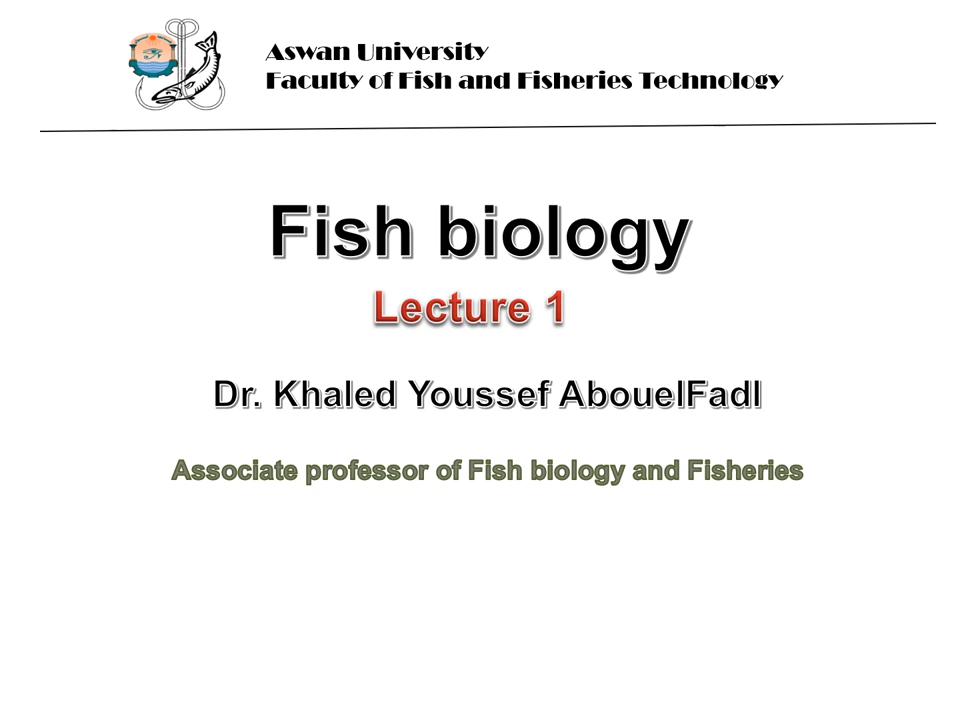 Aswan University
Faculty of Fish and Fisheries Technology
Fish biology
Lecture 1
Dr. Khaled Youssef AbouelFadl
Associate professor of Fish biology and Fisheries